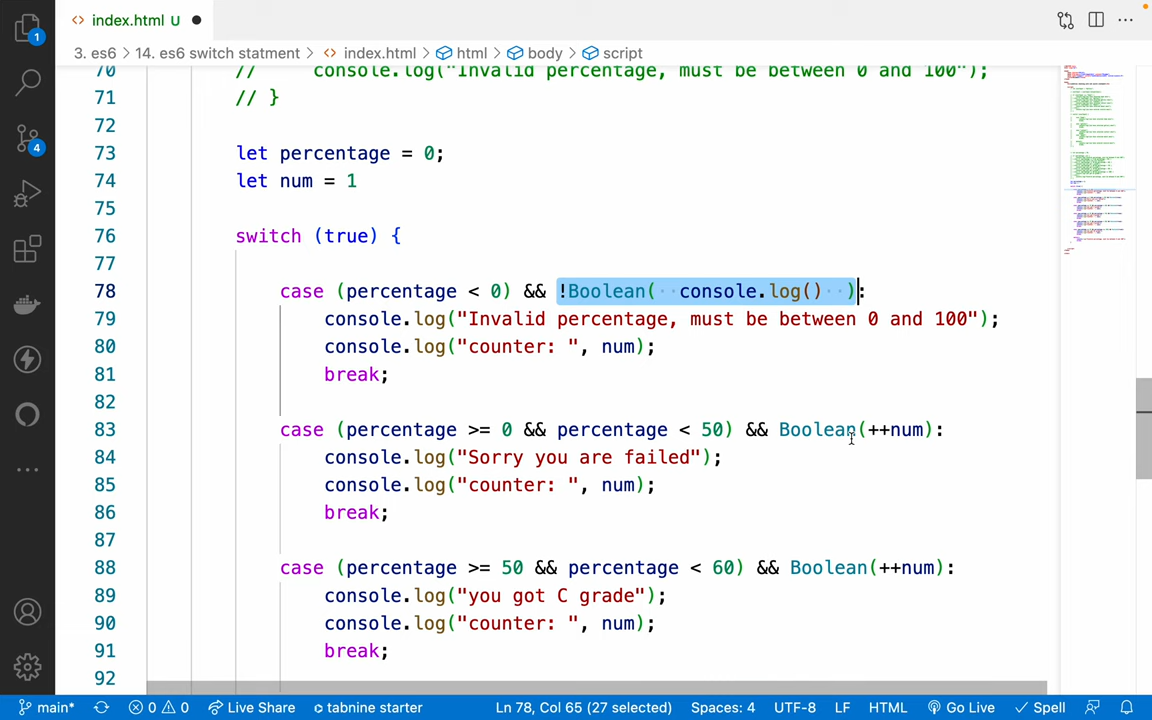 index.html U
1
3. es6 > 14. es6 switch statment > index.html > html > body > script
70 // console.log("Invalid percentage, must be between 0 and 100");
71 // }
72
73 let percentage = 0;
74 let num = 1
75
76 switch (true) {
77
78 case (percentage < 0) && !Boolean( console.log() ):
79 console.log("Invalid percentage, must be between 0 and 100");
80 console.log("counter: ", num);
81 break;
82
83 case (percentage >= 0 && percentage < 50) && Boolean(++num):
84 console.log("Sorry you are failed");
85 console.log("counter: ", num);
86 break;
87
88 case (percentage >= 50 && percentage < 60) && Boolean(++num):
89 console.log("you got C grade");
90 console.log("counter: ", num);
91 break;
92
4
main* 0 0 Live Share tabnine starter Ln 78, Col 65 (27 selected) Spaces: 4 UTF-8 LF HTML Go Live Spell